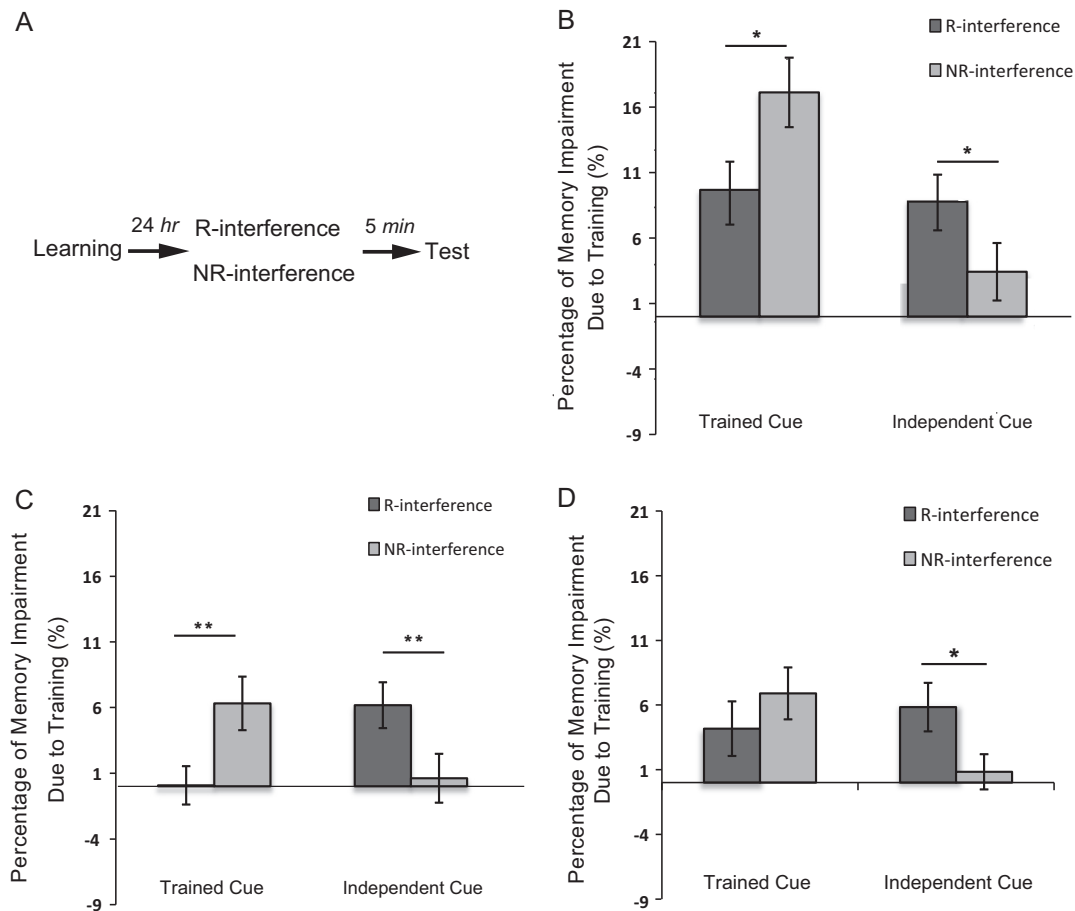 A
Learning
24 hr
R-interference
NR-interference
5 min
Test
B
R-interference
NR-interference
Percentage of Memory Impairment
Due to Training (%)
21
16
11
6
1
-4
-9
*
*
Trained Cue
Independent Cue
C
R-interference
NR-interference
Percentage of Memory Impairment
Due to Training (%)
21
16
11
6
1
-4
-9
**
**
Trained Cue
Independent Cue
D
R-interference
NR-interference
Percentage of Memory Impairment
Due to Training (%)
21
16
11
6
1
-4
-9
*
Trained Cue
Independent Cue